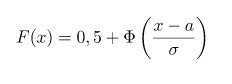 F(x) = 0,5 + Φ((x − a)/σ)